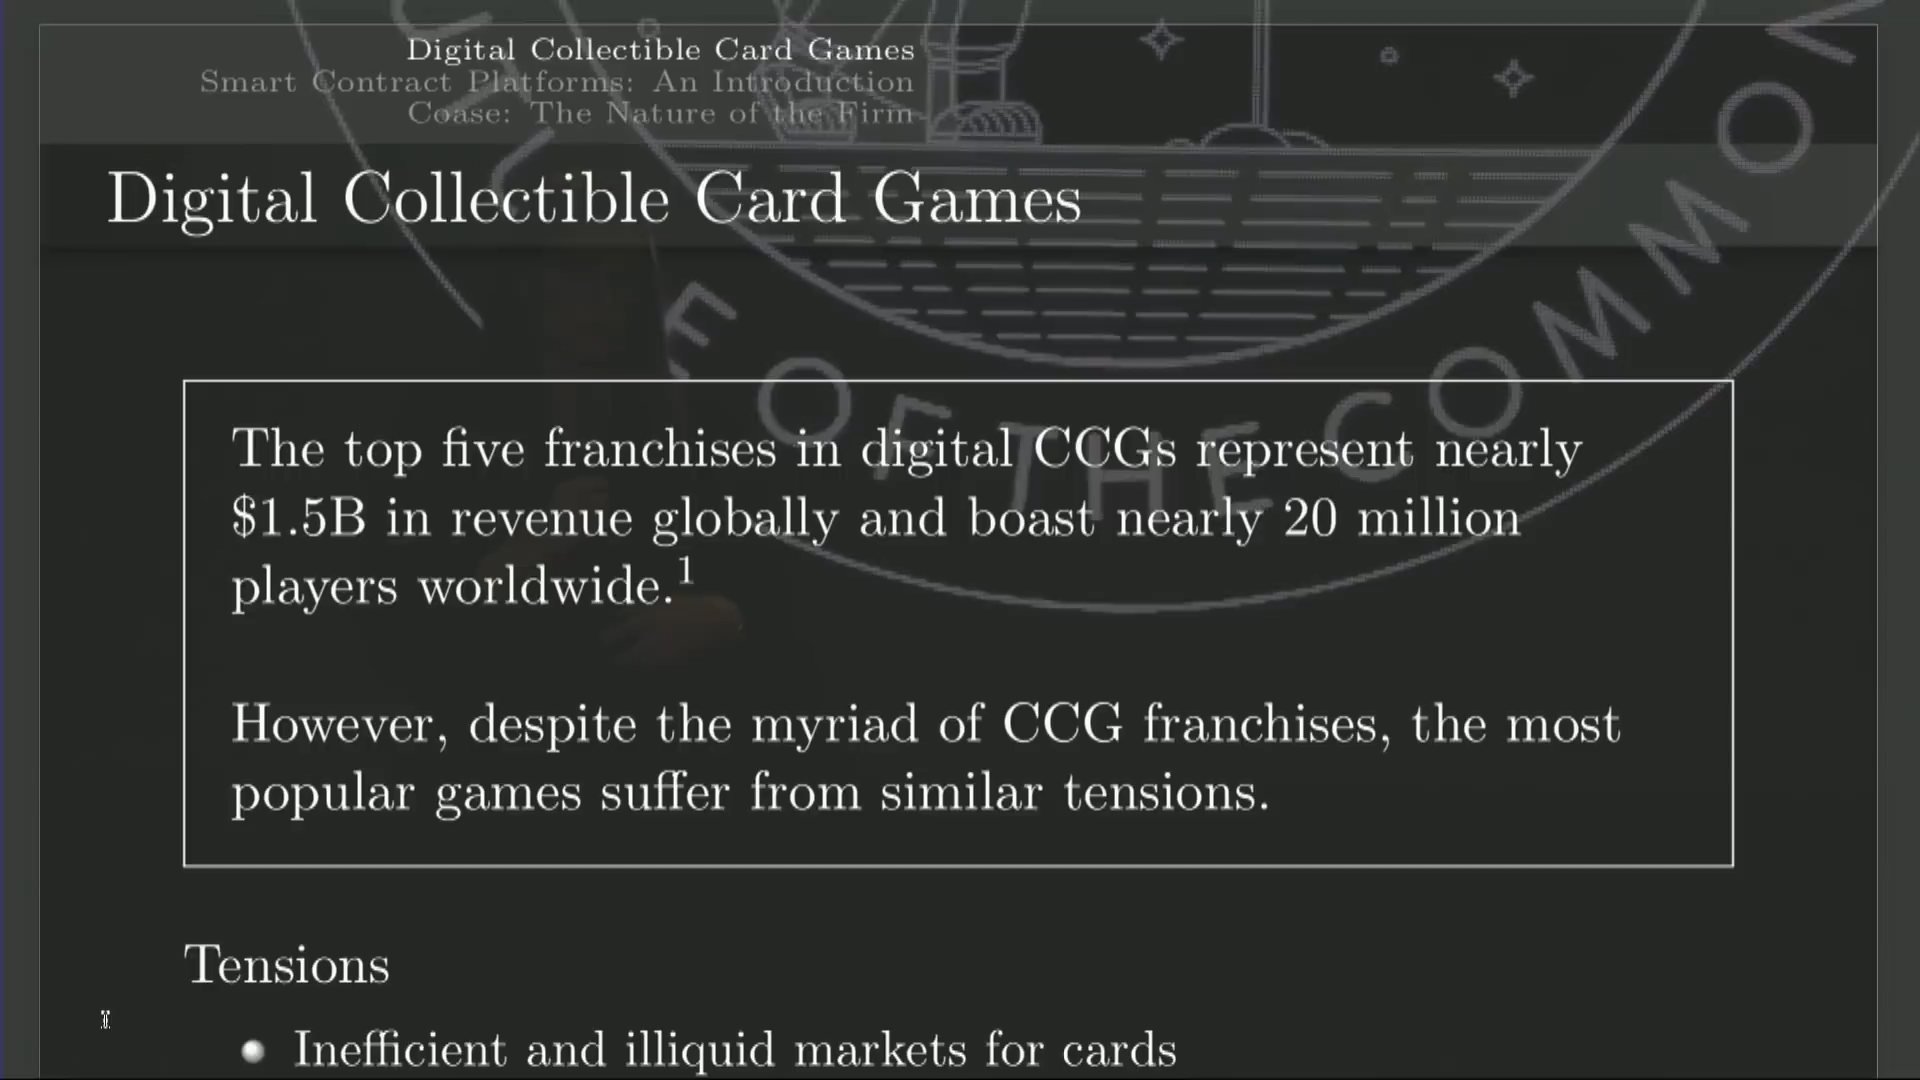 Digital Collectible Card Games
Smart Contract Platforms: An Introduction
Coase: The Nature of the Firm
Digital Collectible Card Games
E OF THE COMMON
The top five franchises in digital CCGs represent nearly
$1.5B in revenue globally and boast nearly 20 million
players worldwide.1
However, despite the myriad of CCG franchises, the most
popular games suffer from similar tensions.
Tensions
Inefficient and illiquid markets for cards